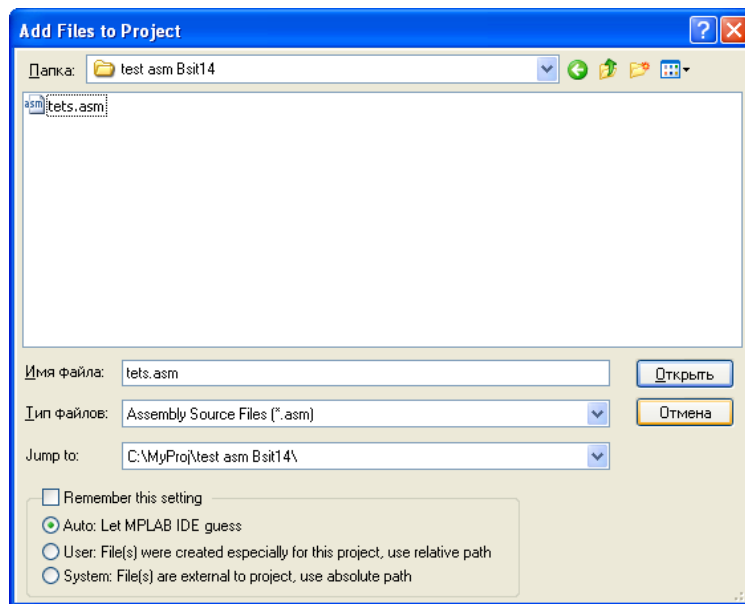 Add Files to Project
Папка: test asm Bsit14
asm tets.asm
Имя файла: tets.asm Открыть
Тип файлов: Assembly Source Files (*.asm) Отмена
Jump to: C:\MyProj\test asm Bsit14\
Remember this setting
Auto: Let MPLAB IDE guess
User: File(s) were created especially for this project, use relative path
System: File(s) are external to project, use absolute path